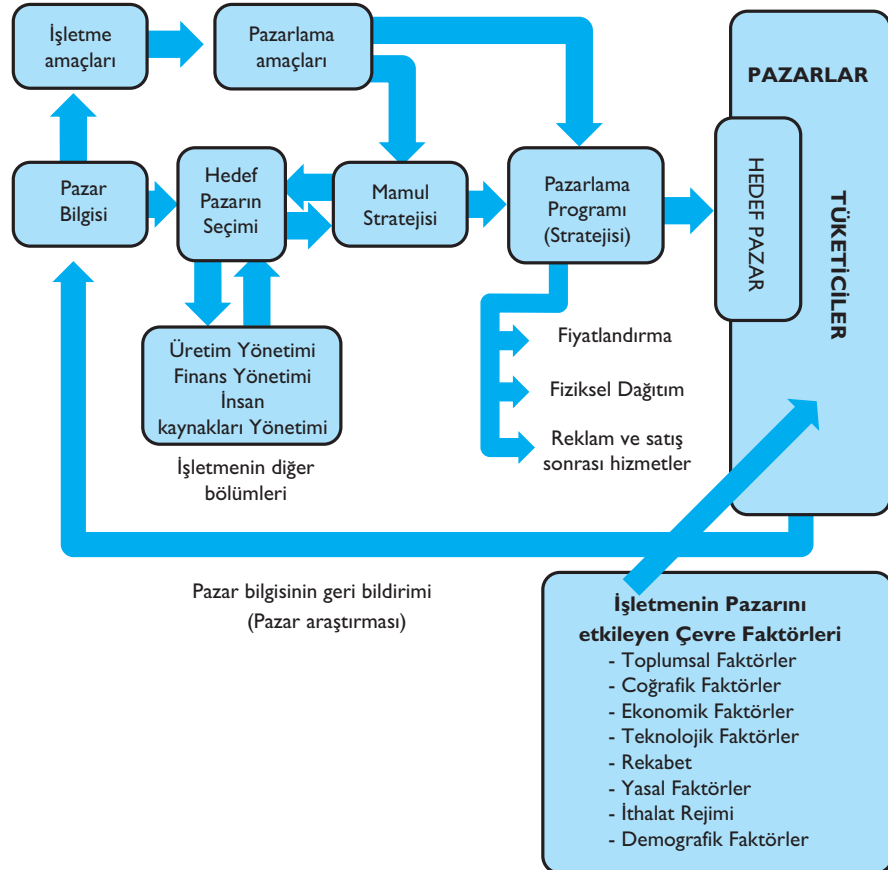 İşletme
amaçları
Pazarlama
amaçları
PAZARLAR
HEDEF PAZAR
TÜKETİCİLER
Pazar
Bilgisi
Hedef
Pazarın
Seçimi
Mamul
Stratejisi
Pazarlama
Programı
(Stratejisi)
Üretim Yönetimi
Finans Yönetimi
İnsan
kaynakları Yönetimi
İşletmenin diğer
bölümleri
Fiyatlandırma
Fiziksel Dağıtım
Reklam ve satış
sonrası hizmetler
Pazar bilgisinin geri bildirimi
(Pazar araştırması)
İşletmenin Pazarını
etkileyen Çevre Faktörleri
- Toplumsal Faktörler
- Coğrafik Faktörler
- Ekonomik Faktörler
- Teknolojik Faktörler
- Rekabet
- Yasal Faktörler
- İthalat Rejimi
- Demografik Faktörler